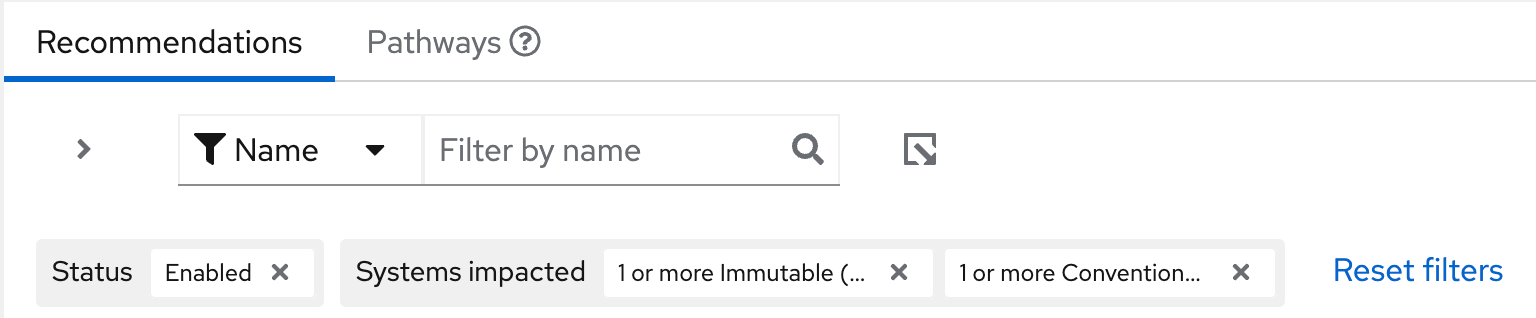 Recommendations Pathways ?
Name Filter by name
Status Enabled Systems impacted 1 or more Immutable (... 1 or more Convention... Reset filters